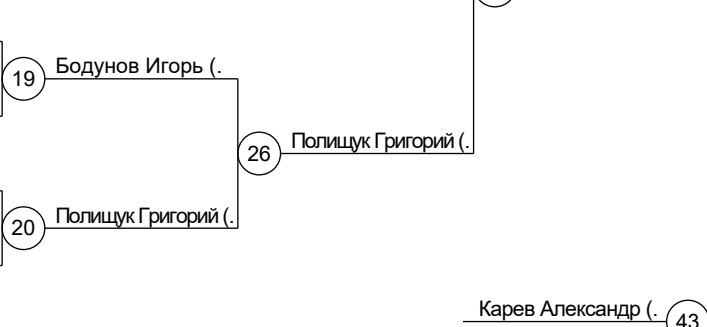 19 Бодунов Игорь (.
26 Полищук Григорий (.
20 Полищук Григорий (.
Карев Александр (. 43